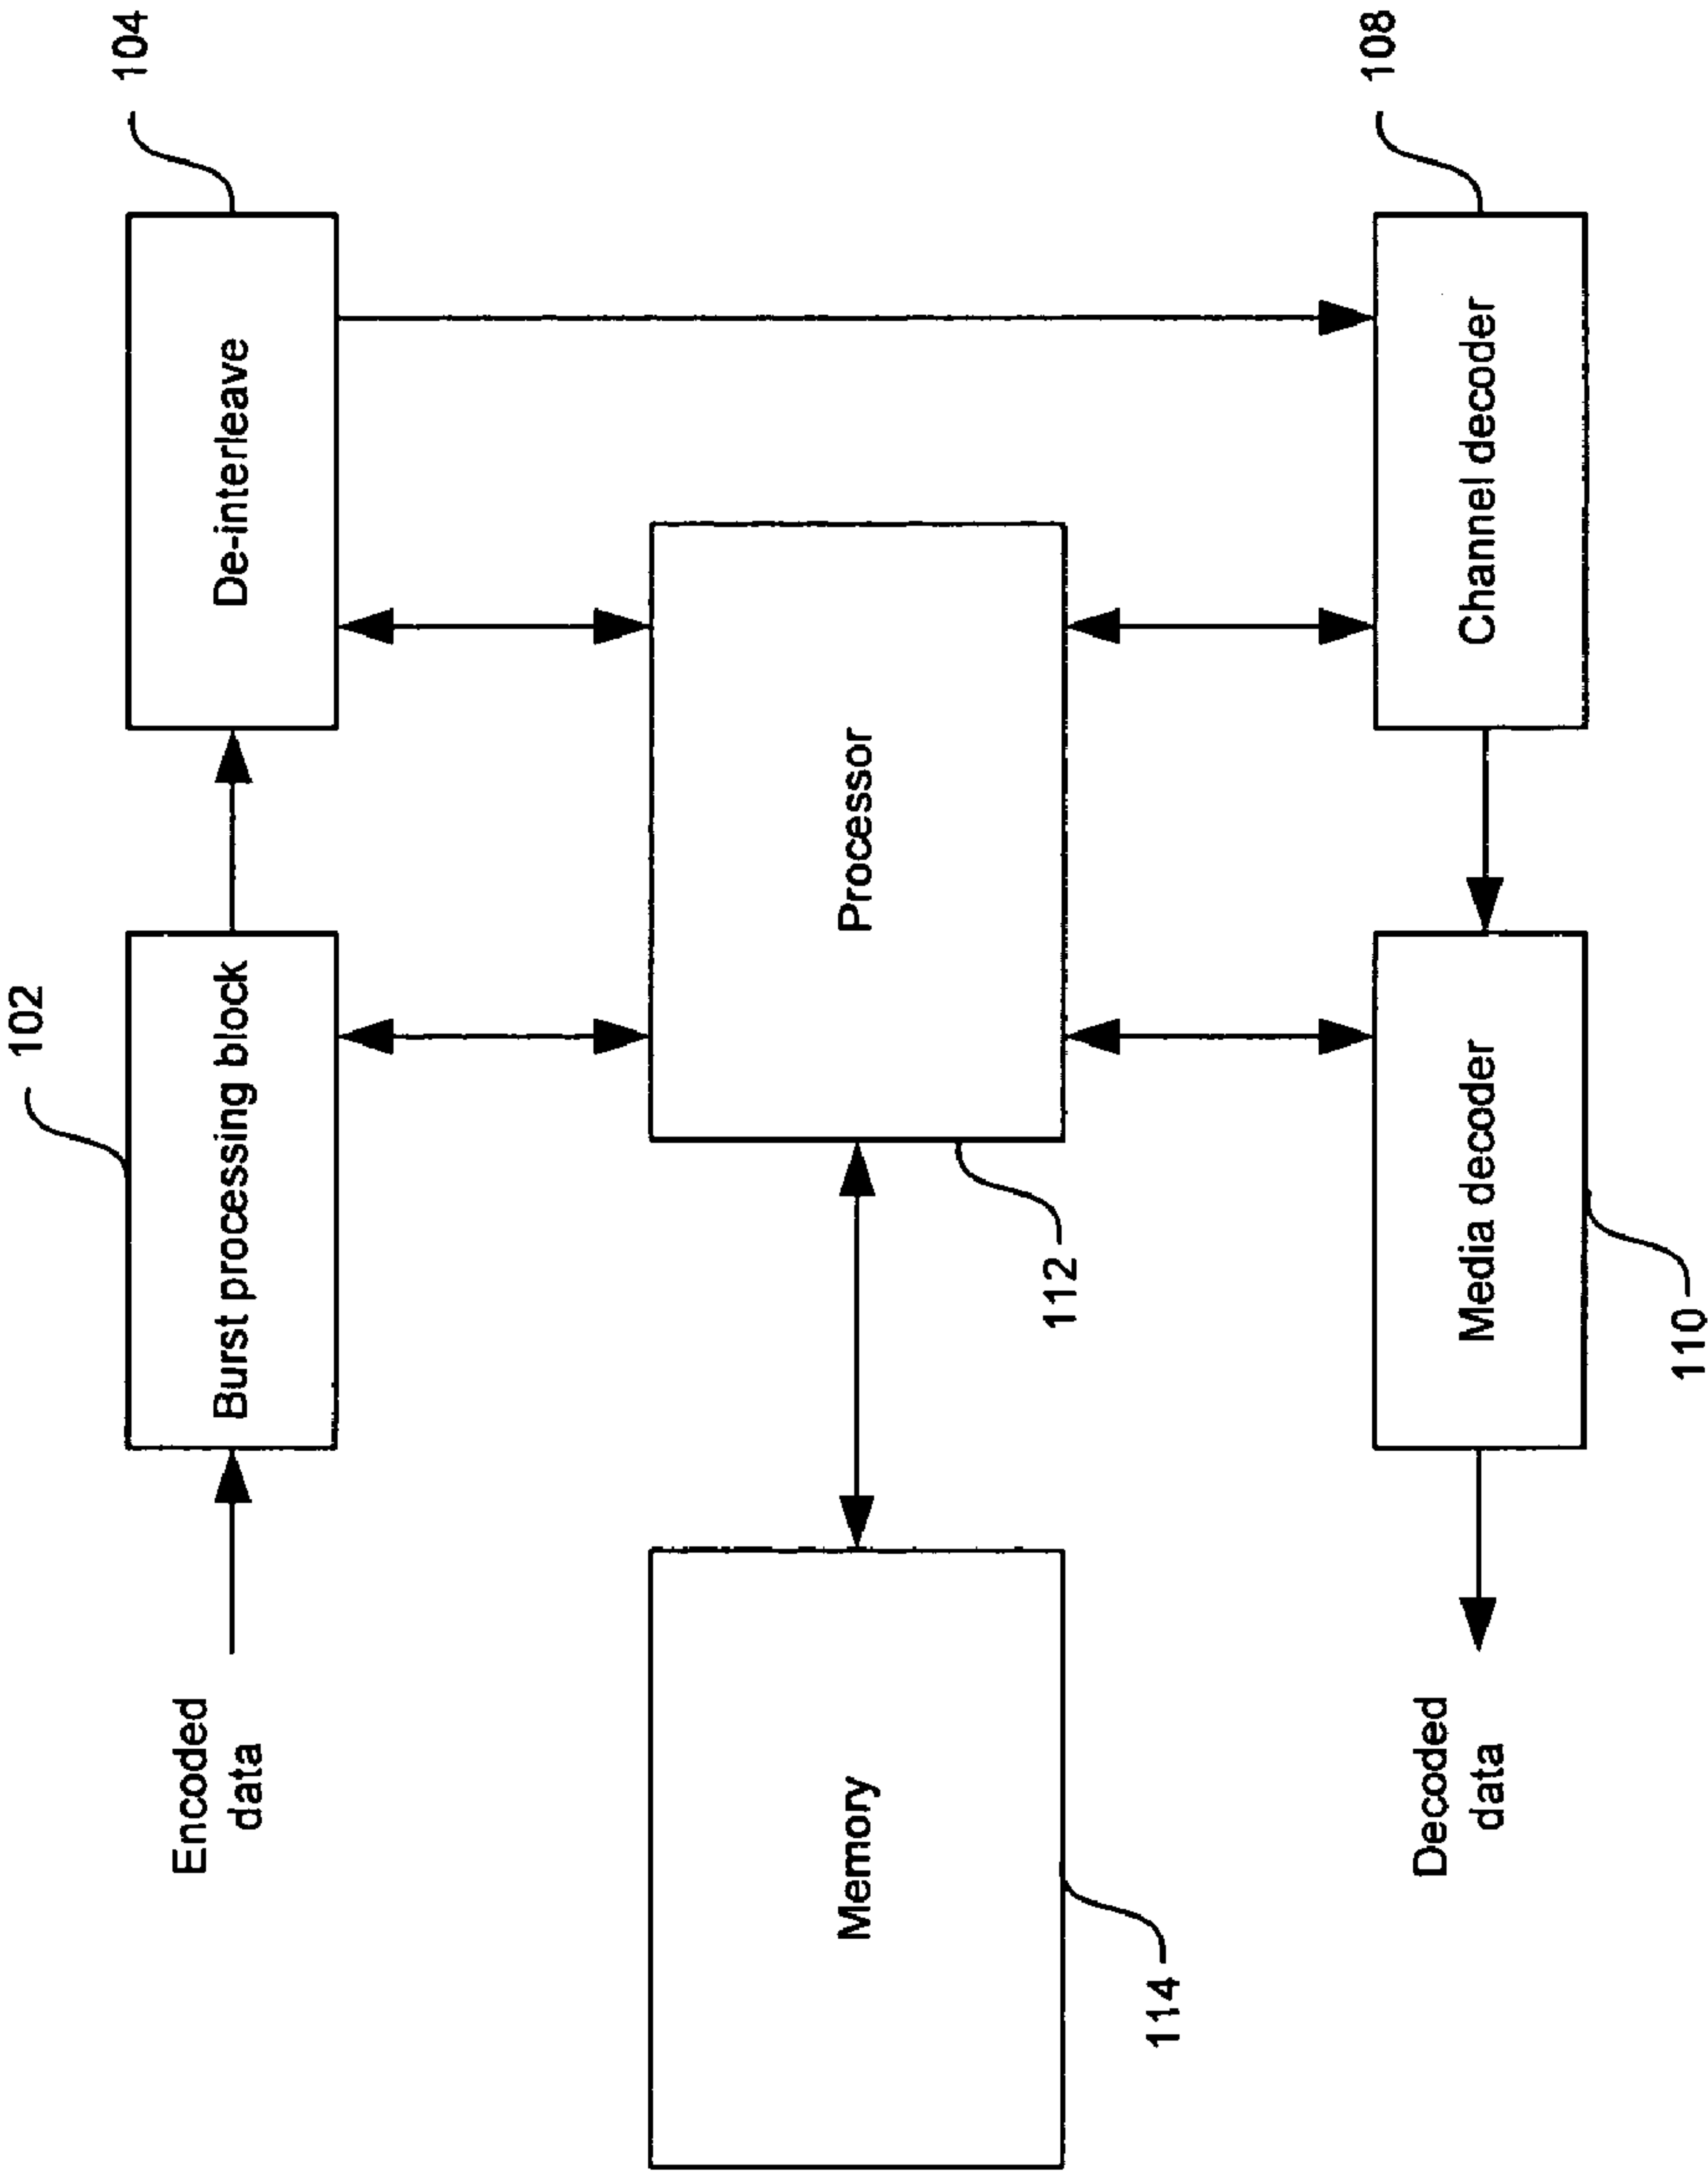 102
104
Encoded
data
Burst processing block
De-interleave
Memory
Processor
114
112
Decoded
data
Media decoder
Channel decoder
110
108